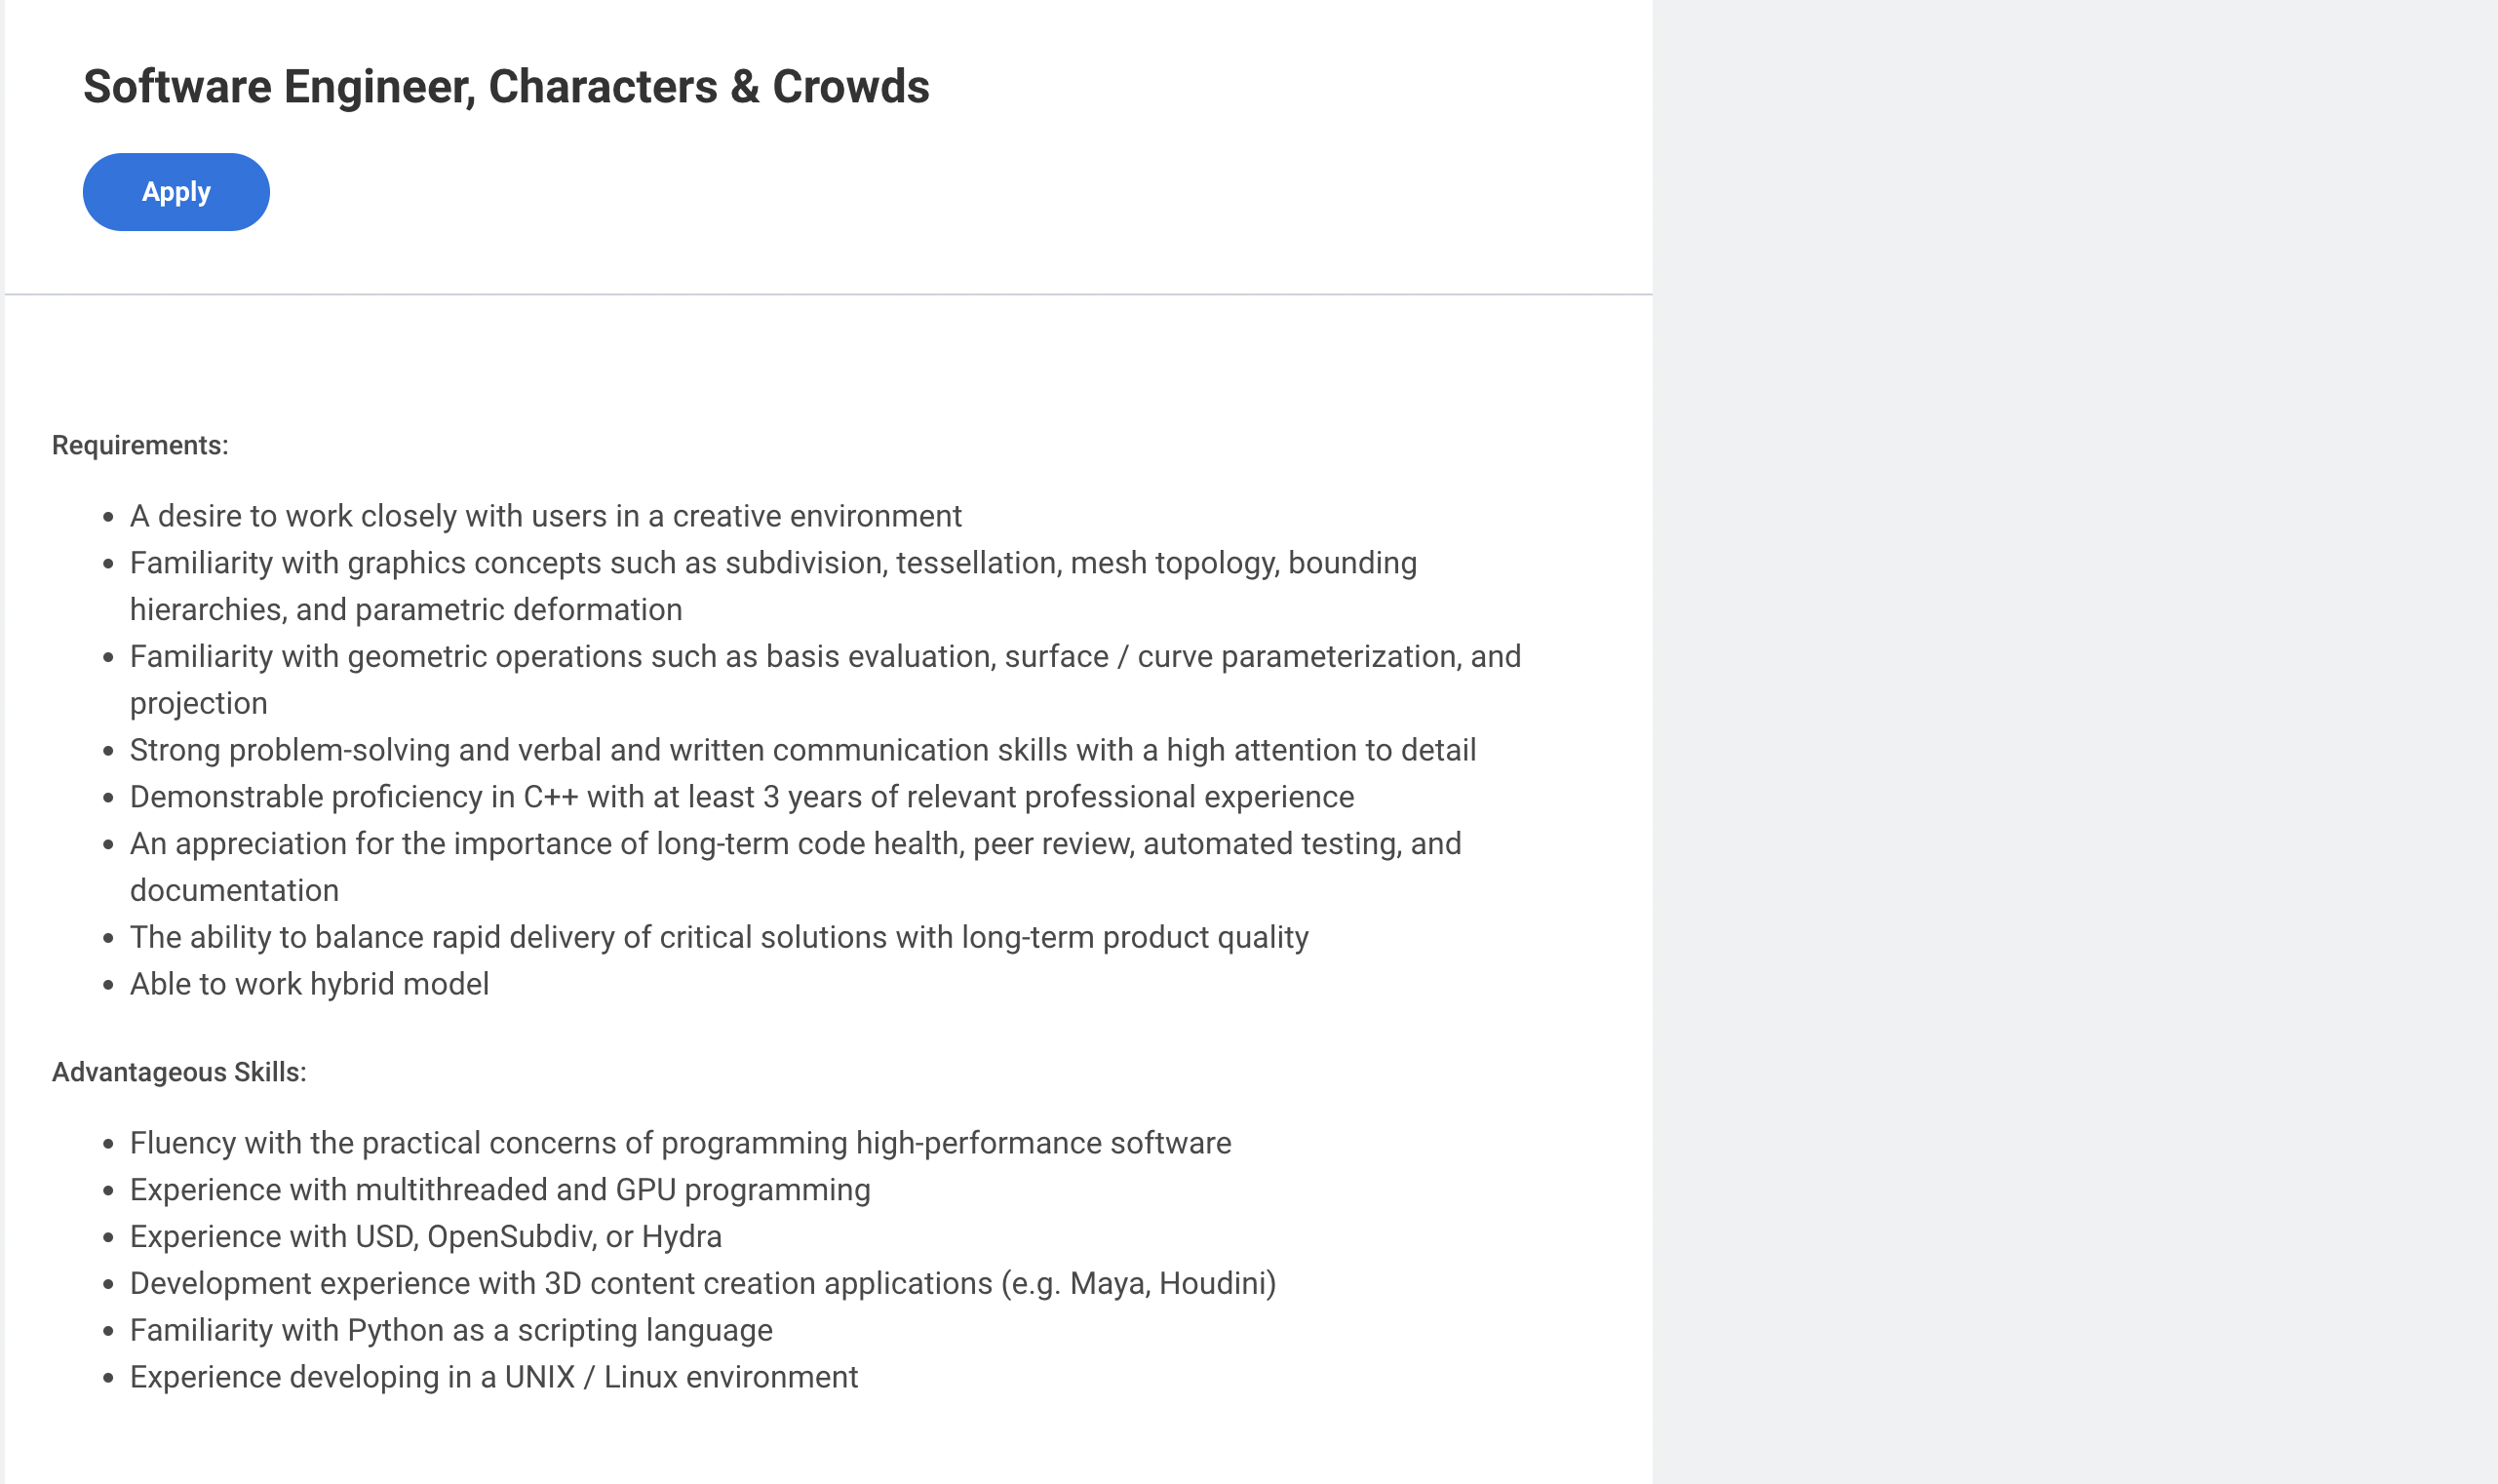 Software Engineer, Characters & Crowds
Apply
Requirements:
A desire to work closely with users in a creative environment
Familiarity with graphics concepts such as subdivision, tessellation, mesh topology, bounding
hierarchies, and parametric deformation
Familiarity with geometric operations such as basis evaluation, surface / curve parameterization, and
projection
Strong problem-solving and verbal and written communication skills with a high attention to detail
Demonstrable proficiency in C++ with at least 3 years of relevant professional experience
An appreciation for the importance of long-term code health, peer review, automated testing, and
documentation
The ability to balance rapid delivery of critical solutions with long-term product quality
Able to work hybrid model
Advantageous Skills:
Fluency with the practical concerns of programming high-performance software
Experience with multithreaded and GPU programming
Experience with USD, OpenSubdiv, or Hydra
Development experience with 3D content creation applications (e.g. Maya, Houdini)
Familiarity with Python as a scripting language
Experience developing in a UNIX / Linux environment